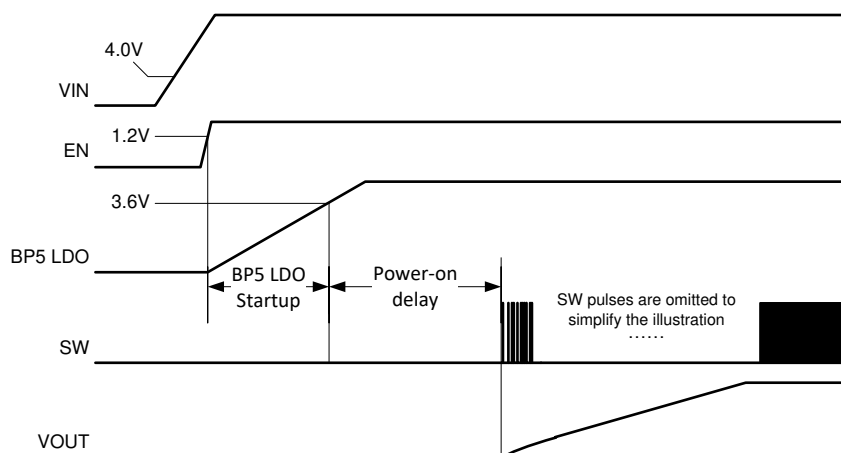 4.0V
VIN
1.2V
EN
3.6V
BP5 LDO
BP5 LDO
Startup
Power-on
delay
SW pulses are omitted to
simplify the illustration
......
SW
VOUT